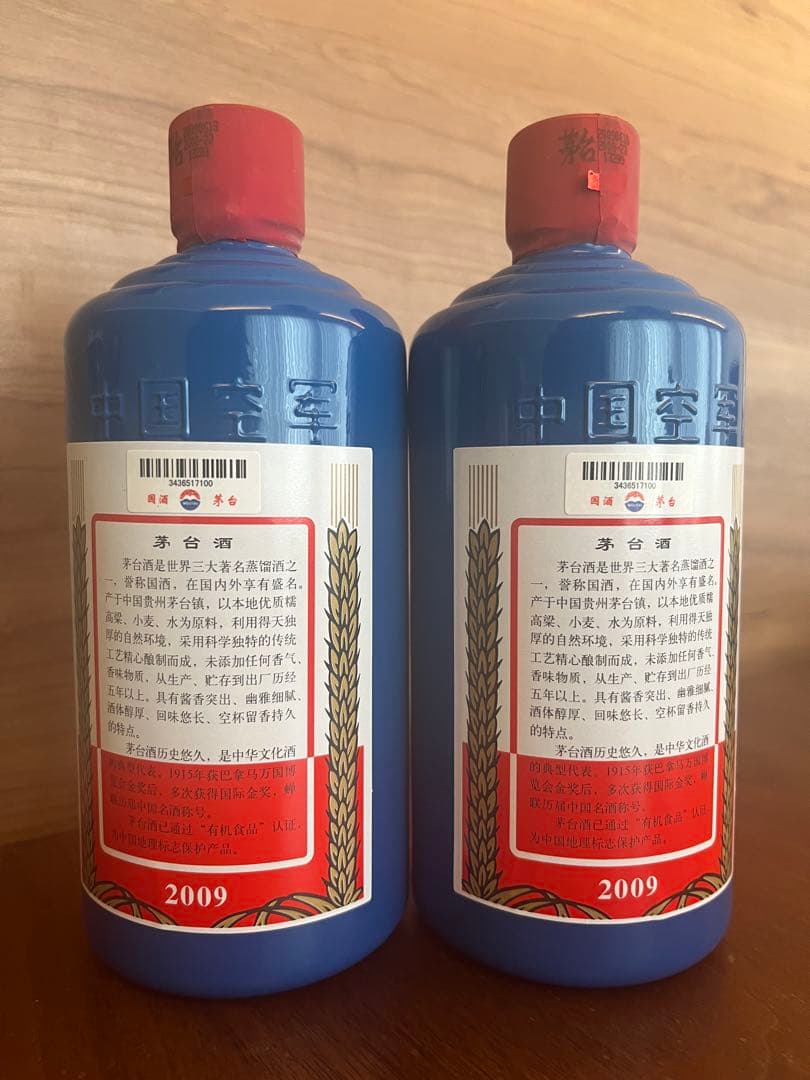 茅台
中国空军
3436517100
国酒 茅台
茅台酒
茅台酒是世界三大著名蒸馏酒之
一，誉称国酒，在国内外享有盛名。
产于中国贵州茅台镇，以本地优质糯
高粱、小麦、水为原料，利用得天独
厚的自然环境，采用科学独特的传统
工艺精心酿制而成，未添加任何香气、
香味物质，从生产、贮存到出厂历经
五年以上。具有酱香突出、幽雅细腻、
酒体醇厚、回味悠长、空杯留香持久
的特点。
茅台酒历史悠久，是中华文化酒
的典型代表。1915年获巴拿马万国博
览会金奖后，多次获得国际金奖，蝉
联历届中国名酒称号。
茅台酒已通过“有机食品”认证，
为中国地理标志保护产品。
2009
茅台
中国空军
3436517100
国酒 茅台
茅台酒
茅台酒是世界三大著名蒸馏酒之
一，誉称国酒，在国内外享有盛名。
产于中国贵州茅台镇，以本地优质糯
高粱、小麦、水为原料，利用得天独
厚的自然环境，采用科学独特的传统
工艺精心酿制而成，未添加任何香气、
香味物质，从生产、贮存到出厂历经
五年以上。具有酱香突出、幽雅细腻、
酒体醇厚、回味悠长、空杯留香持久
的特点。
茅台酒历史悠久，是中华文化酒
的典型代表。1915年获巴拿马万国博
览会金奖后，多次获得国际金奖，蝉
联历届中国名酒称号。
茅台酒已通过“有机食品”认证，
为中国地理标志保护产品。
2009